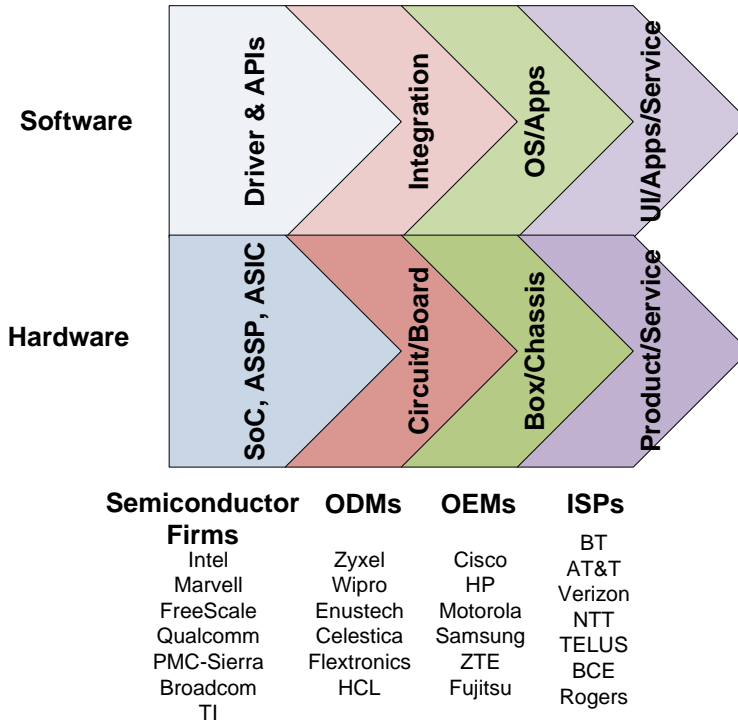 Software
Driver & APIs
Integration
OS/Apps
UI/Apps/Service
Hardware
SoC, ASSP, ASIC
Circuit/Board
Box/Chassis
Product/Service
Semiconductor
Firms
Intel
Marvell
FreeScale
Qualcomm
PMC-Sierra
Broadcom
TI
ODMs
Zyxel
Wipro
Enustech
Celestica
Flextronics
HCL
OEMs
Cisco
HP
Motorola
Samsung
ZTE
Fujitsu
ISPs
BT
AT&T
Verizon
NTT
TELUS
BCE
Rogers